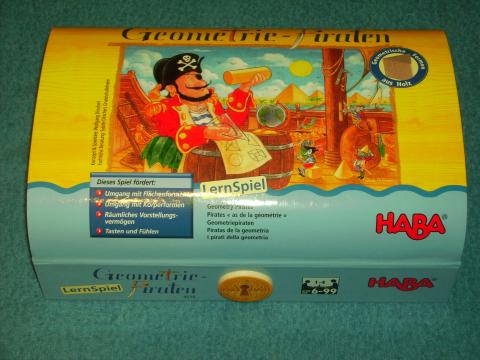 Geometrie-Piraten
Geometrische Formen
aus Holz
Dieses Spiel fördert:
Umgang mit Flächenformen
Umgang mit Körperformen
Räumliches Vorstellungs-
vermögen
Tasten und Fühlen
LernSpiel
Geometry Pirates
Pirates « as de la géométrie »
Geometriepiraten
Piratas de la geometría
I pirati della geometria
HABA
Geometrie-
Piraten
LernSpiel
6-99
HABA